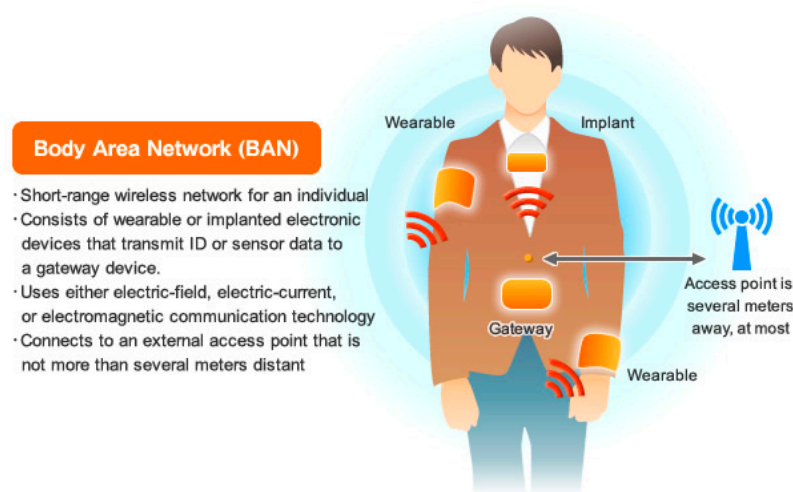 Body Area Network (BAN)
· Short-range wireless network for an individual
· Consists of wearable or implanted electronic
devices that transmit ID or sensor data to
a gateway device.
· Uses either electric-field, electric-current,
or electromagnetic communication technology
· Connects to an external access point that is
not more than several meters distant
Wearable
Implant
Gateway
Wearable
Access point is
several meters
away, at most